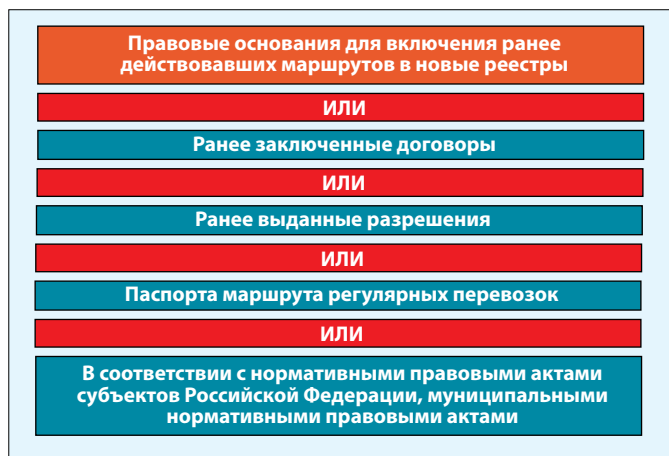 Правовые основания для включения ранее
действовавших маршрутов в новые реестры
ИЛИ
Ранее заключенные договоры
ИЛИ
Ранее выданные разрешения
ИЛИ
Паспорта маршрута регулярных перевозок
ИЛИ
В соответствии с нормативными правовыми актами
субъектов Российской Федерации, муниципальными
нормативными правовыми актами